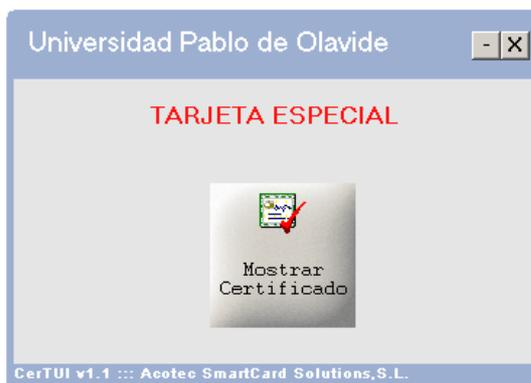 Universidad Pablo de Olavide
- X
TARJETA ESPECIAL
Mostrar
Certificado
CerTUI v1.1 ::: Acotec SmartCard Solutions,S.L.